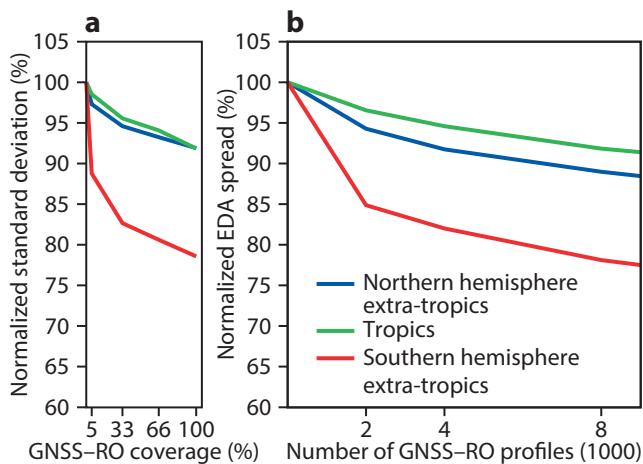 a
b
Normalized standard deviation (%)
105
100
95
90
85
80
75
70
65
60
5 33 66 100
GNSS–RO coverage (%)
Normalized EDA spread (%)
105
100
95
90
85
80
75
70
65
60
Northern hemisphere
extra-tropics
Tropics
Southern hemisphere
extra-tropics
2 4 8
Number of GNSS–RO profiles (1000)